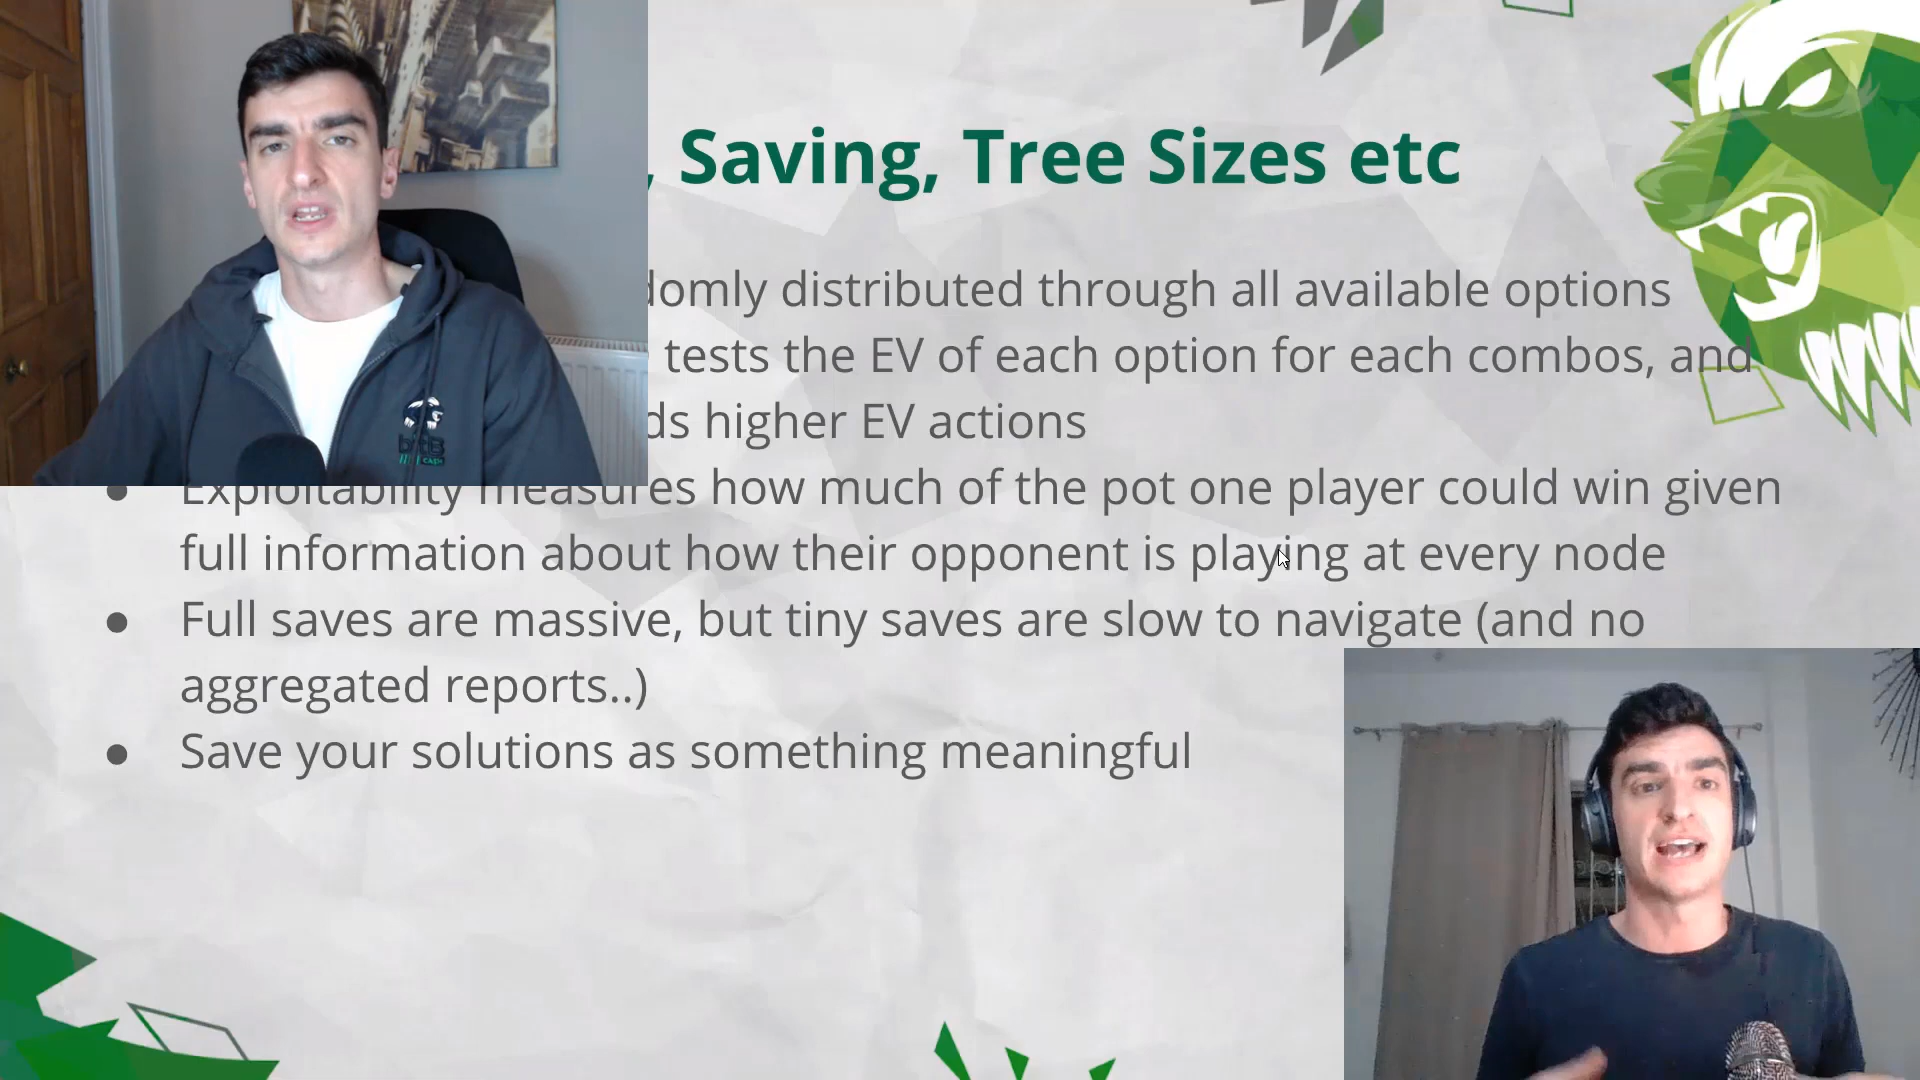 , Saving, Tree Sizes etc
domly distributed through all available options
tests the EV of each option for each combos, and
ds higher EV actions
● Exploitability measures how much of the pot one player could win given
full information about how their opponent is playing at every node
● Full saves are massive, but tiny saves are slow to navigate (and no
aggregated reports..)
● Save your solutions as something meaningful